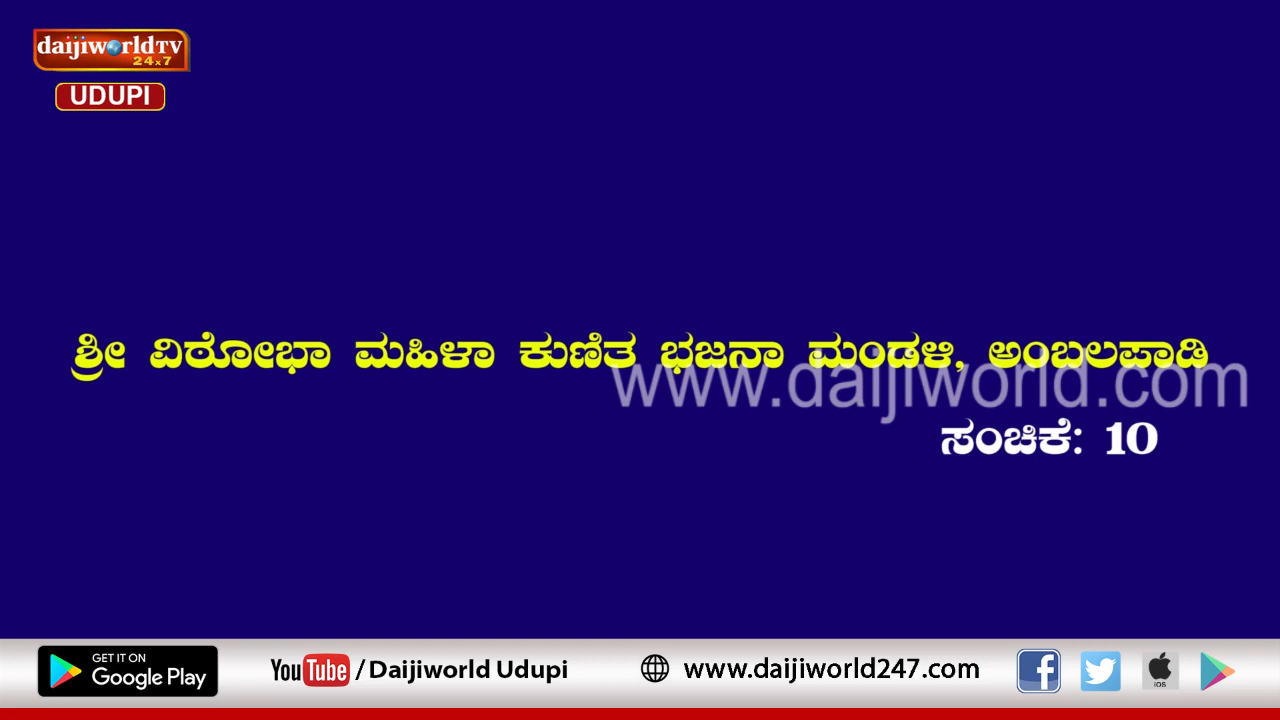 daijiworldTV
24x7
UDUPI
ಶ್ರೀ ವಿಠೋಭಾ ಮಹಿಳಾ ಕುಣಿತ ಭಜನಾ ಮಂಡಳಿ, ಅಂಬಲಪಾಡಿ
www.daijiworld.com
ಸಂಚಿಕೆ: 10
GET IT ON
Google Play
YouTube /Daijiworld Udupi
www.daijiworld247.com
iOS